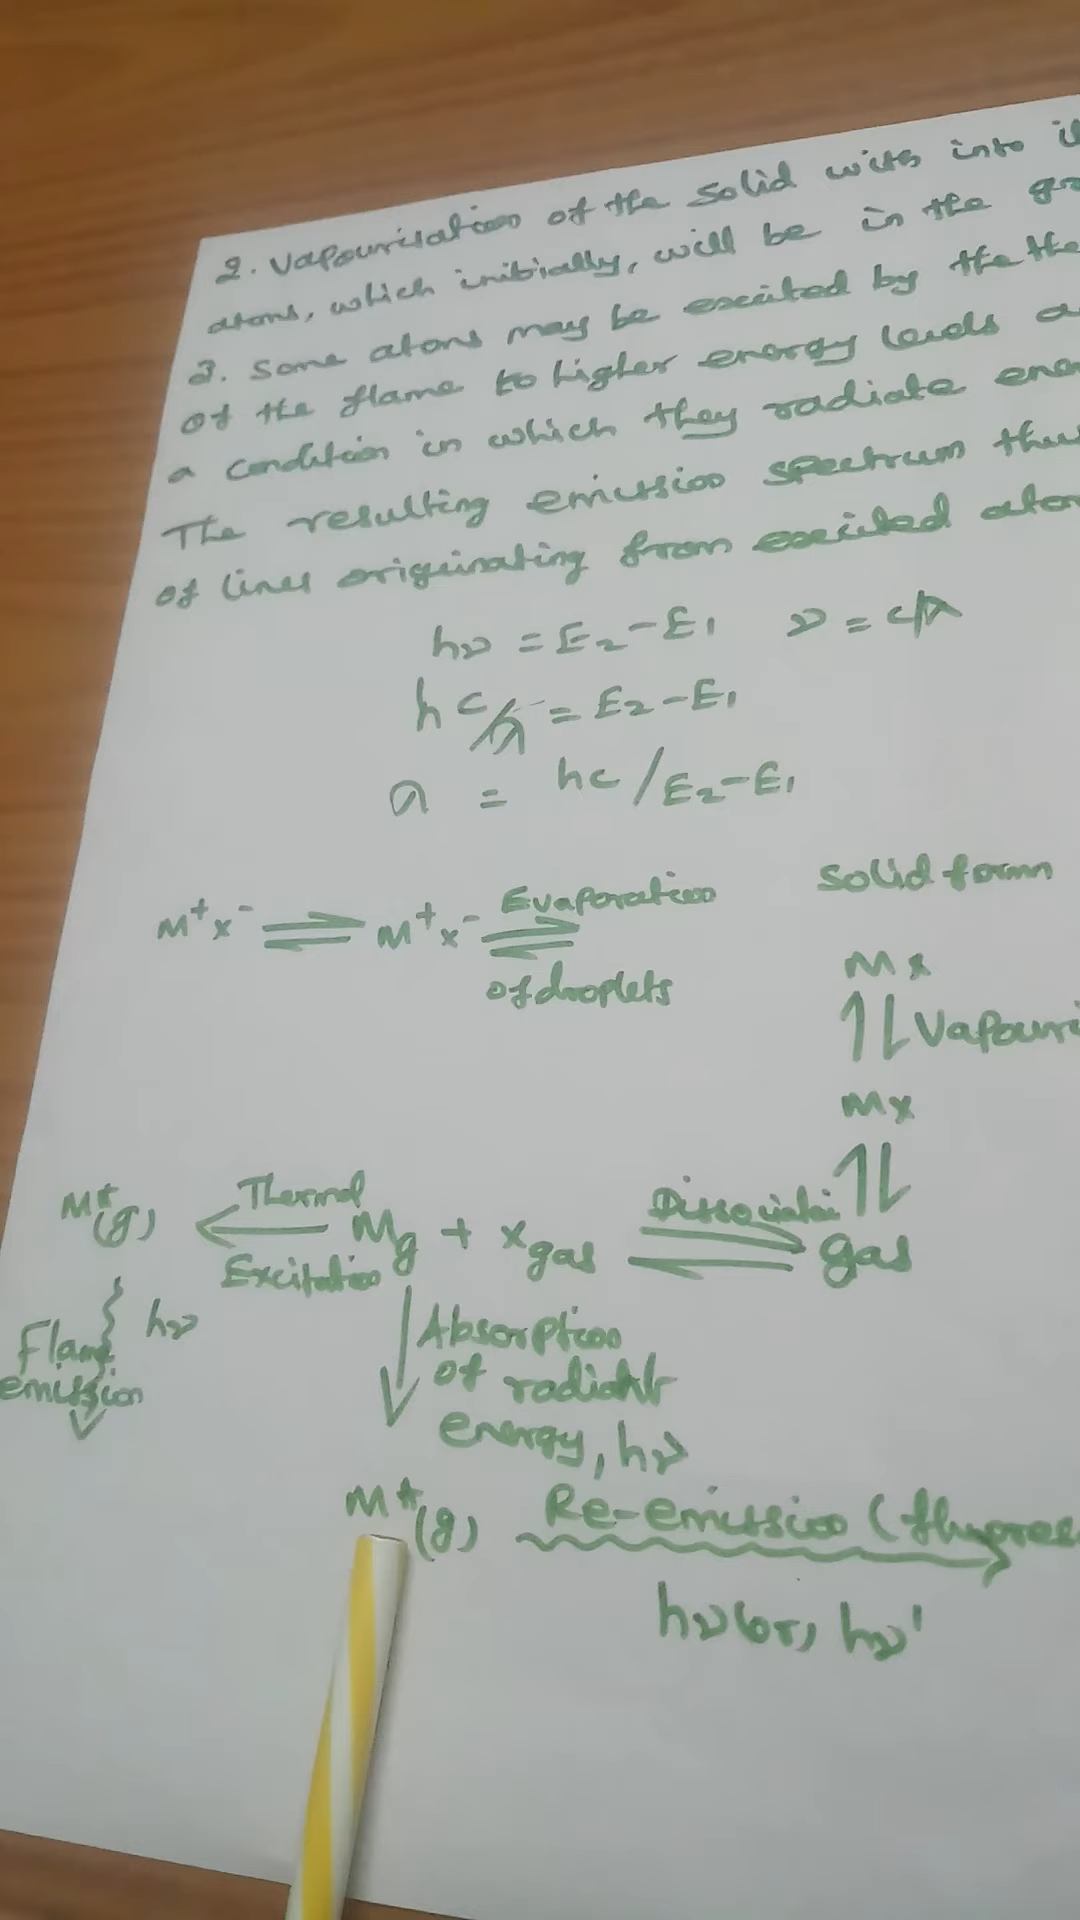 2. Vapourisation of the solid with into
atoms, which initially, will be in the
3. Some atoms may be excited by the
of the flame to higher energy levels
a condition in which they radiate
The resulting emission spectrum
of lines originating from excited
hν = E₂-E₁ ν = c/λ
hc/λ = E₂-E₁
λ = hc/E₂-E₁
M⁺x⁻ ⇌ M⁺x⁻ ⇌ Evaporation
of droplets
Solid form
Mx
⇅ Vapouri
Mx
⇅
M*(g) ← Thermal Excitation Mg + xgas ⇌ Dissociation gas
Flame emission hν
↓ Absorption
of radiant
energy, hν
M*(g) Re-emission (
hν (or) hν'